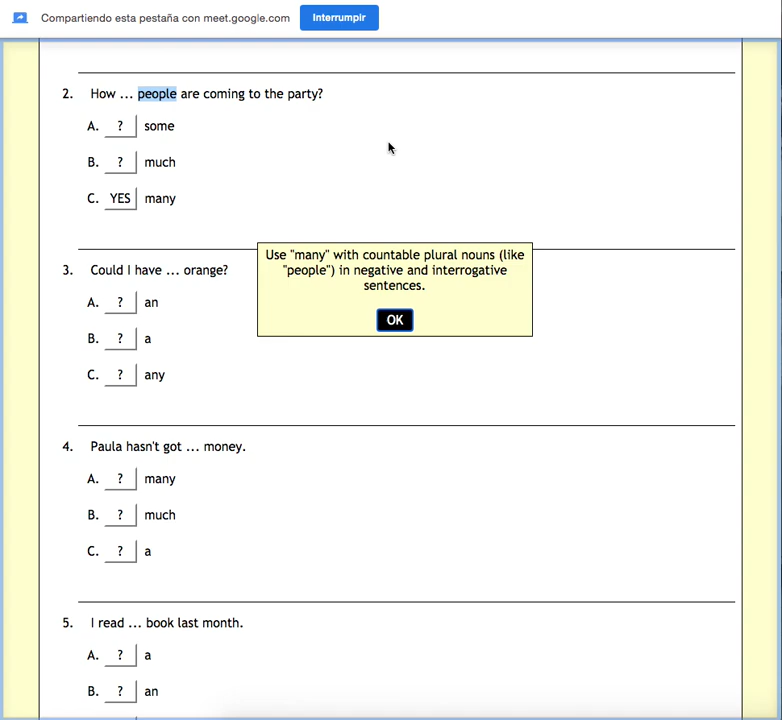 Compartiendo esta pestaña con meet.google.com Interrumpir
2. How ... people are coming to the party?
A. ? some
B. ? much
C. YES many
Use "many" with countable plural nouns (like
"people") in negative and interrogative
sentences.
OK
3. Could I have ... orange?
A. ? an
B. ? a
C. ? any
4. Paula hasn't got ... money.
A. ? many
B. ? much
C. ? a
5. I read ... book last month.
A. ? a
B. ? an